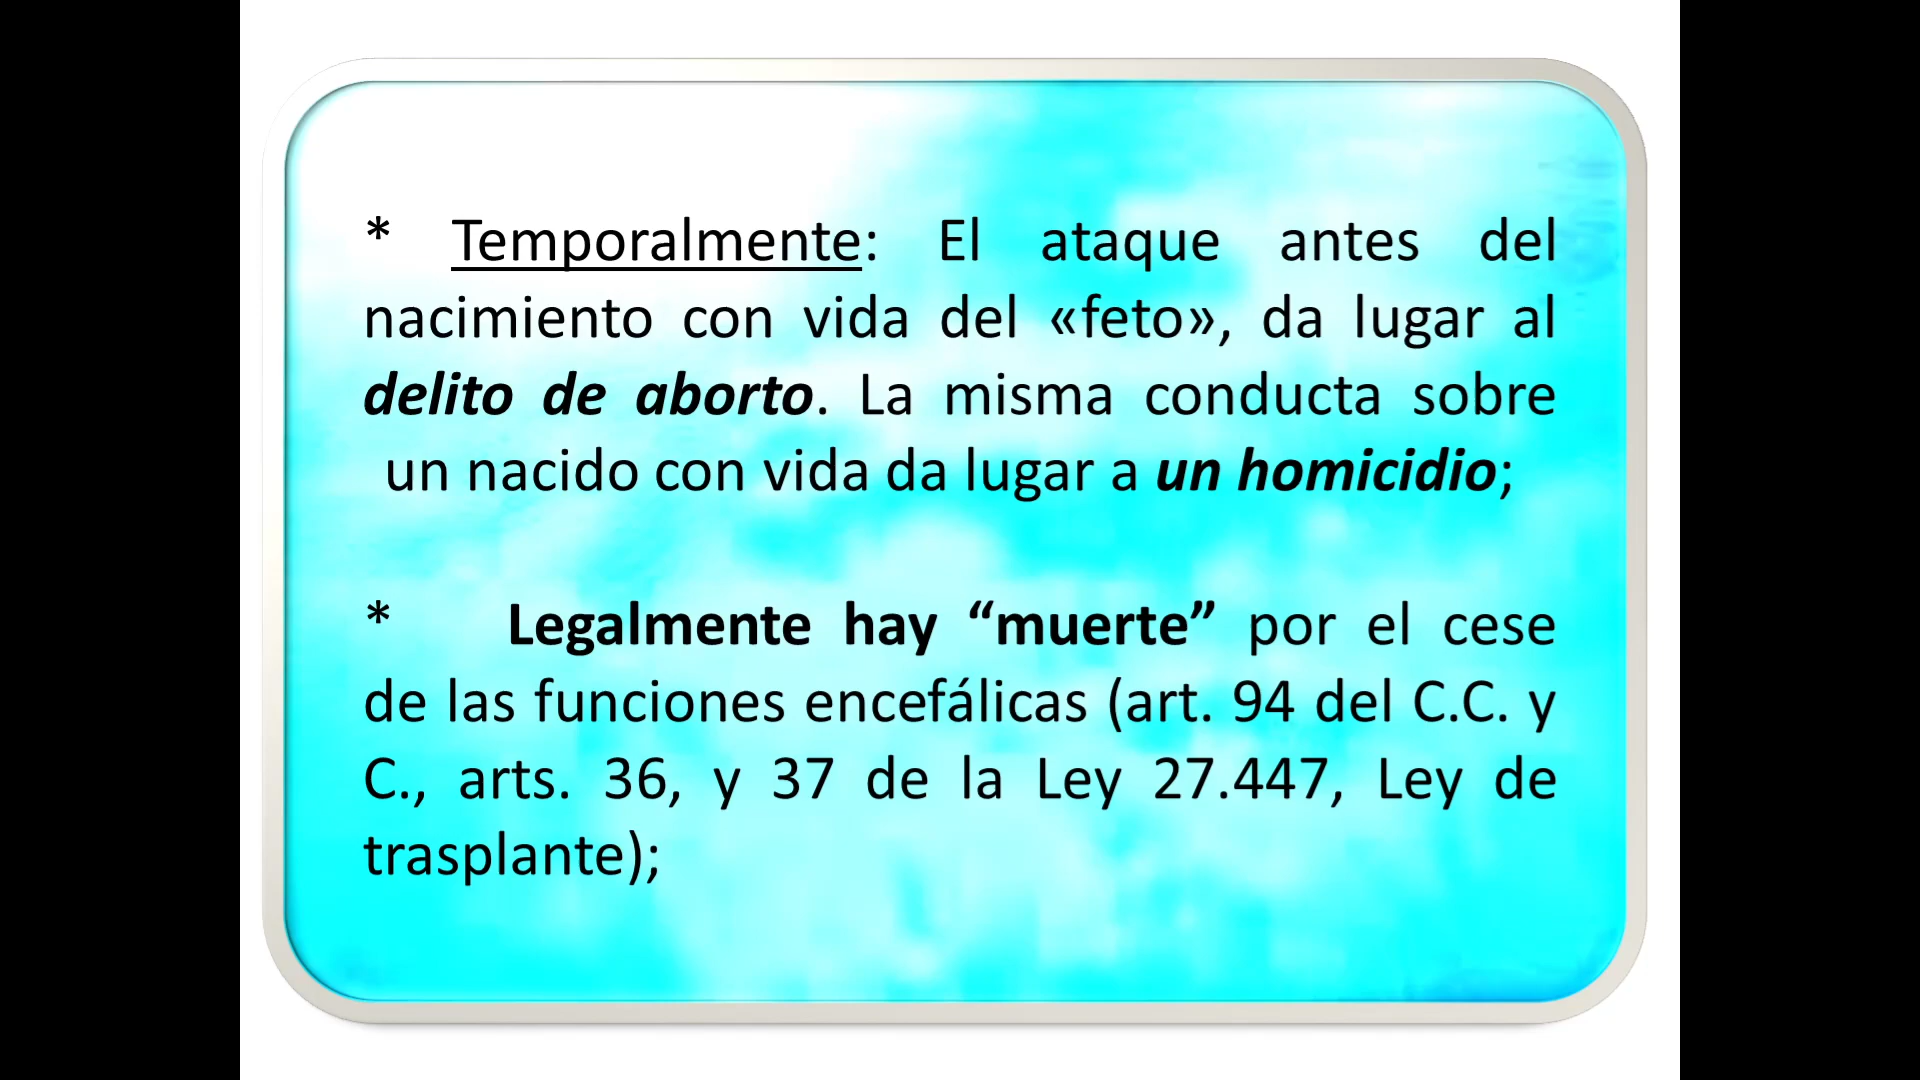 * Temporalmente: El ataque antes del
nacimiento con vida del «feto», da lugar al
delito de aborto. La misma conducta sobre
un nacido con vida da lugar a un homicidio;
* Legalmente hay “muerte” por el cese
de las funciones encefálicas (art. 94 del C.C. y
C., arts. 36, y 37 de la Ley 27.447, Ley de
trasplante);